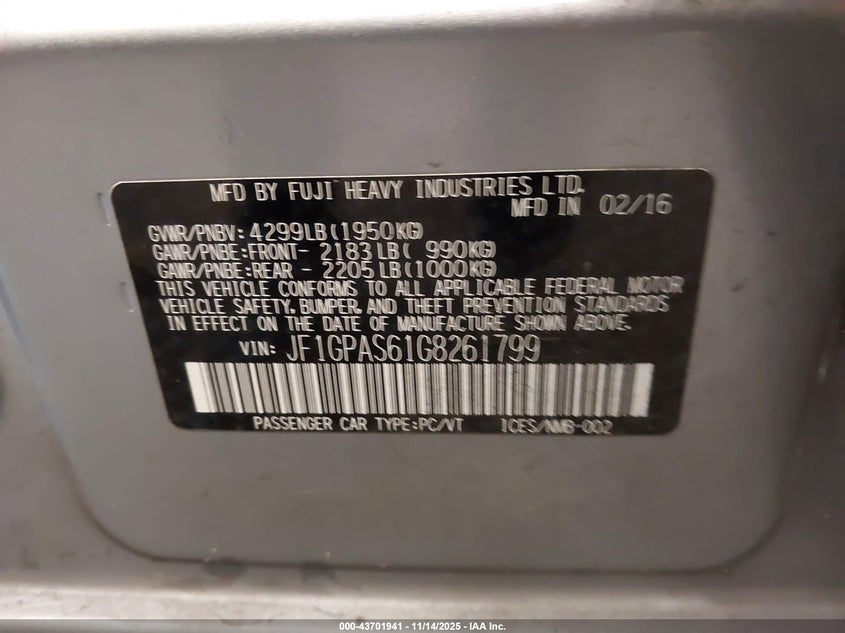 MFD BY FUJI HEAVY INDUSTRIES LTD.
MFD IN 02/16
GVWR/PNBV: 4299LB(1950KG)
GAWR/PNBE:FRONT- 2183LB( 990KG)
GAWR/PNBE:REAR - 2205LB(1000KG)
THIS VEHICLE CONFORMS TO ALL APPLICABLE FEDERAL MOTOR
VEHICLE SAFETY, BUMPER, AND THEFT PREVENTION STANDARDS
IN EFFECT ON THE DATE OF MANUFACTURE SHOWN ABOVE.
VIN: JF1GPAS61G8261799
PASSENGER CAR TYPE:PC/VT ICES/NMB-002
000-43701941 - 11/14/2025 - IAA Inc.